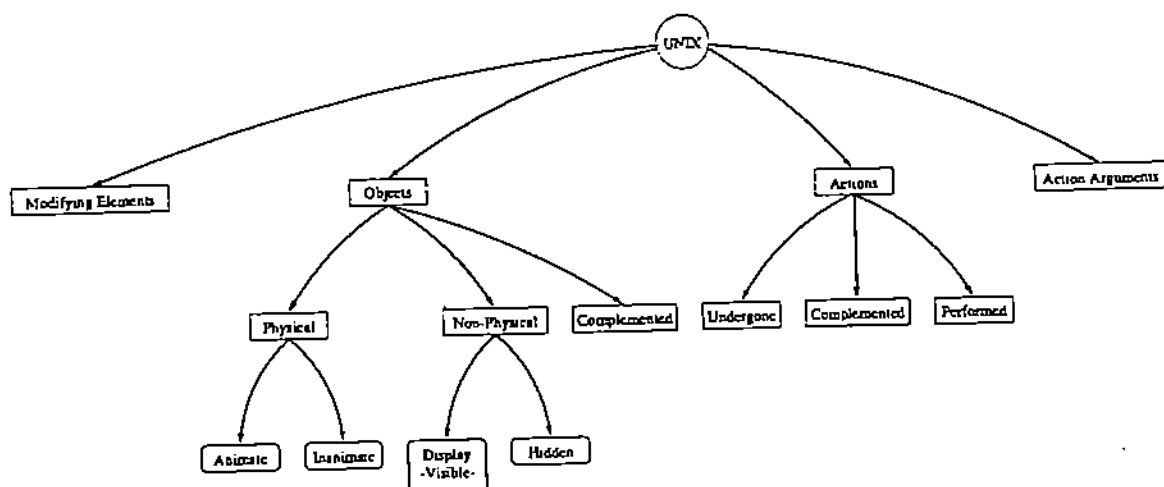 UNIX
Modifying Elements
Objects
Actions
Action Arguments
Physical
Non-Physical
Complemented
Undergone
Complemented
Performed
Animate
Inanimate
Display
-Visible-
Hidden